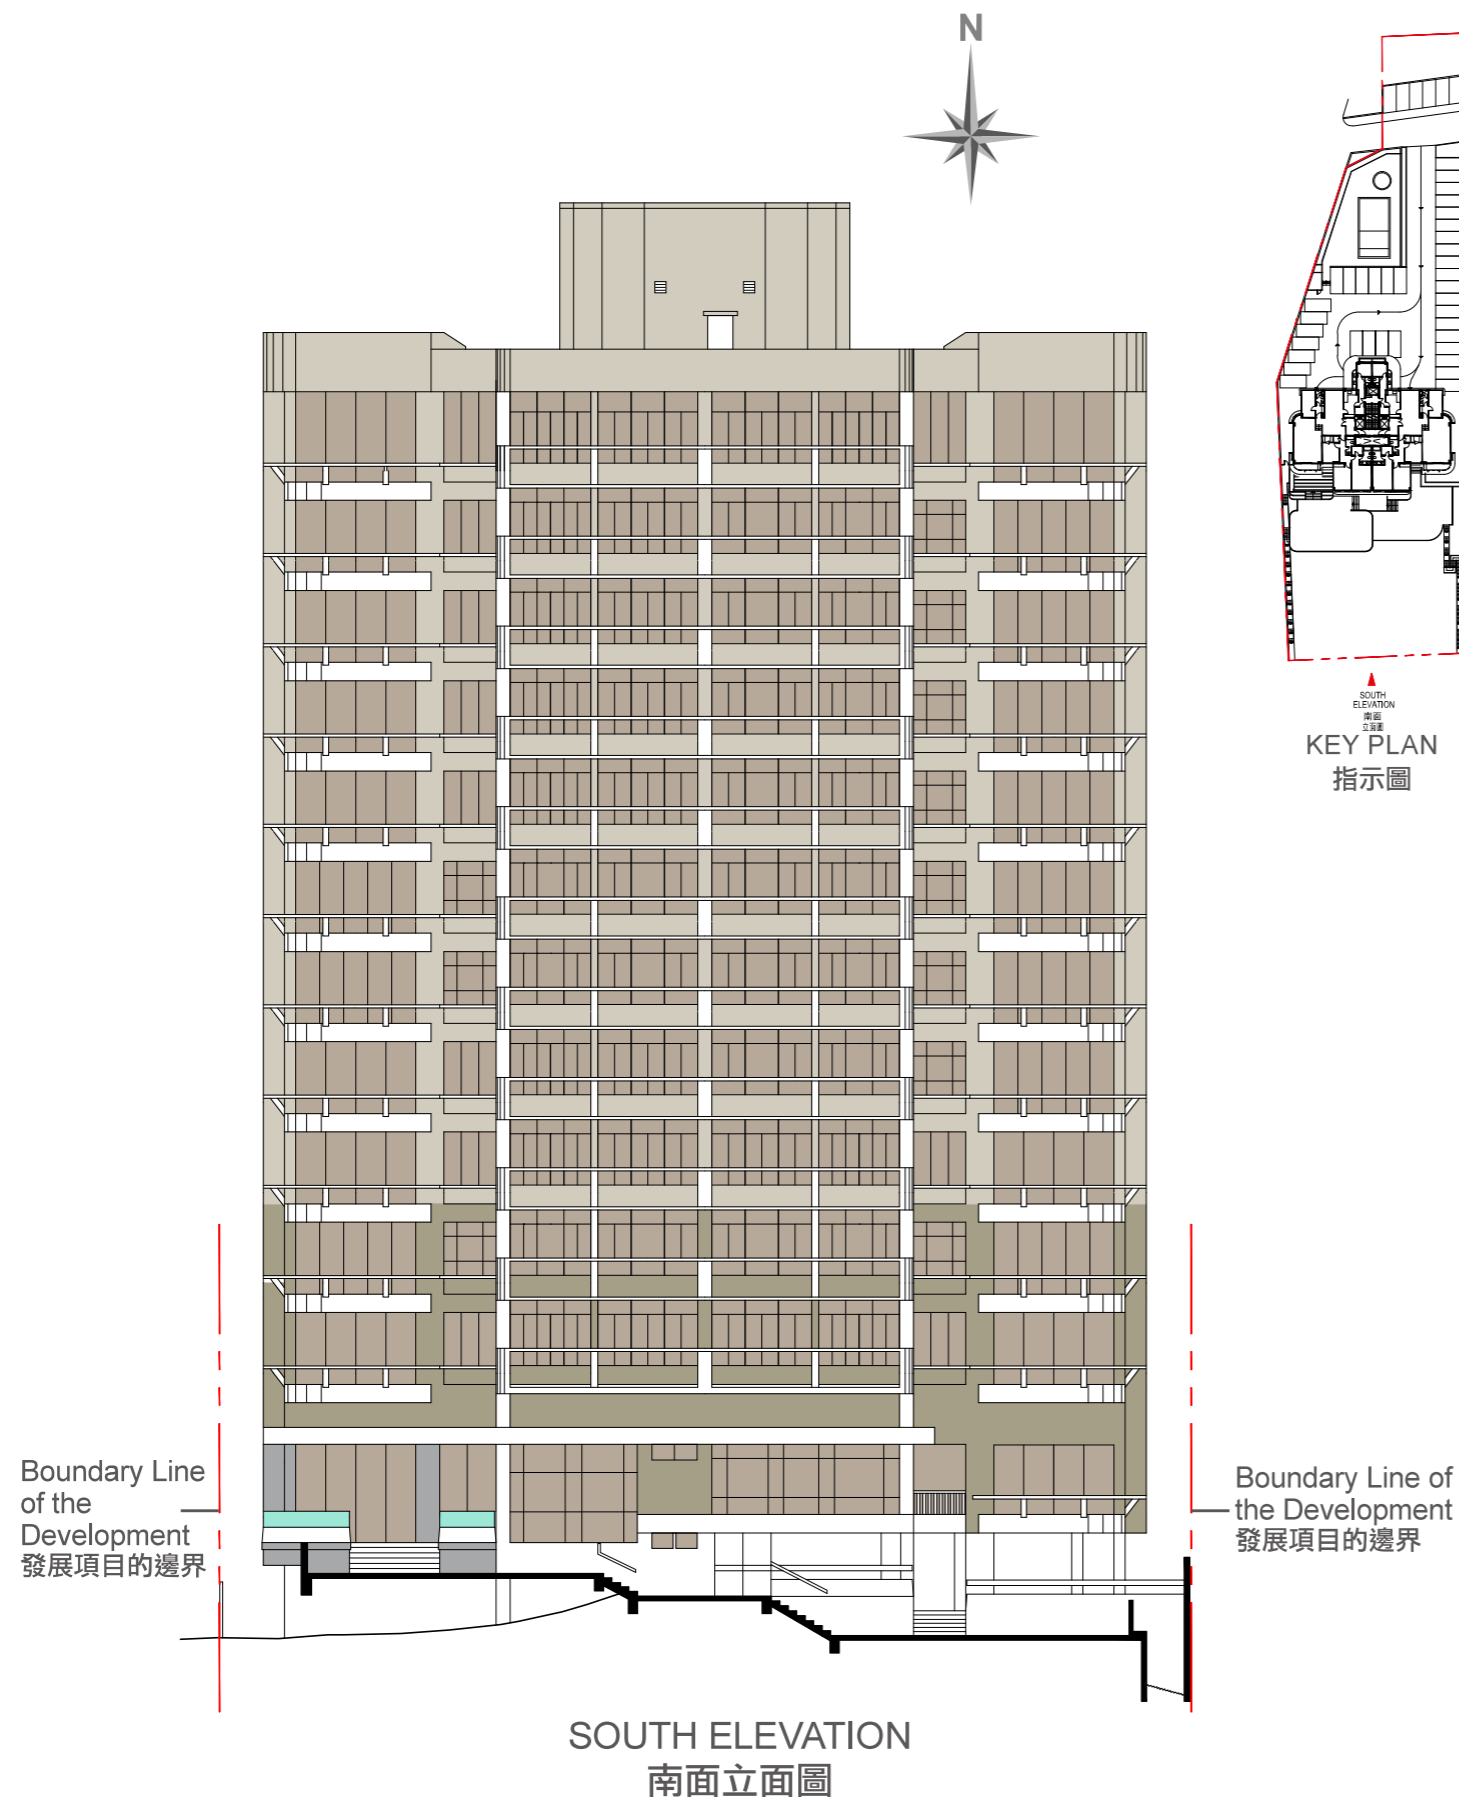 N
SOUTH
ELEVATION
南面
立面圖
KEY PLAN
指示圖
Boundary Line
of the
Development
發展項目的邊界
Boundary Line of
the Development
發展項目的邊界
SOUTH ELEVATION
南面立面圖